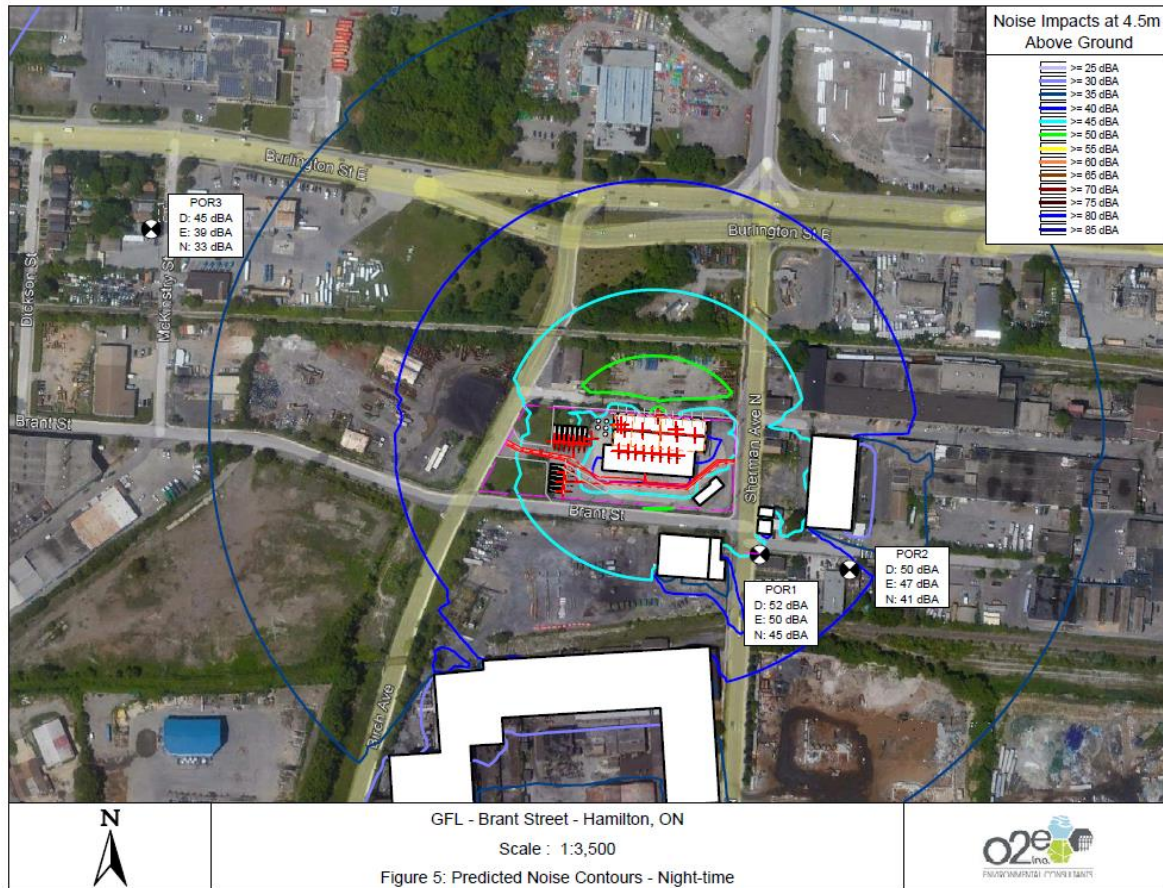 Noise Impacts at 4.5m
Above Ground
>= 25 dBA
>= 30 dBA
>= 35 dBA
>= 40 dBA
>= 45 dBA
>= 50 dBA
>= 55 dBA
>= 60 dBA
>= 65 dBA
>= 70 dBA
>= 75 dBA
>= 80 dBA
>= 85 dBA
Burlington St E
Burlington St E
POR3
D: 45 dBA
E: 39 dBA
N: 33 dBA
Dickson St
McKinstry St
Brant St
Sherman Ave N
Brant St
POR2
D: 50 dBA
E: 47 dBA
N: 41 dBA
POR1
D: 52 dBA
E: 50 dBA
N: 45 dBA
Birch Ave
N
GFL - Brant Street - Hamilton, ON
Scale : 1:3,500
Figure 5: Predicted Noise Contours - Night-time
o2e inc.
ENVIRONMENTAL CONSULTANTS